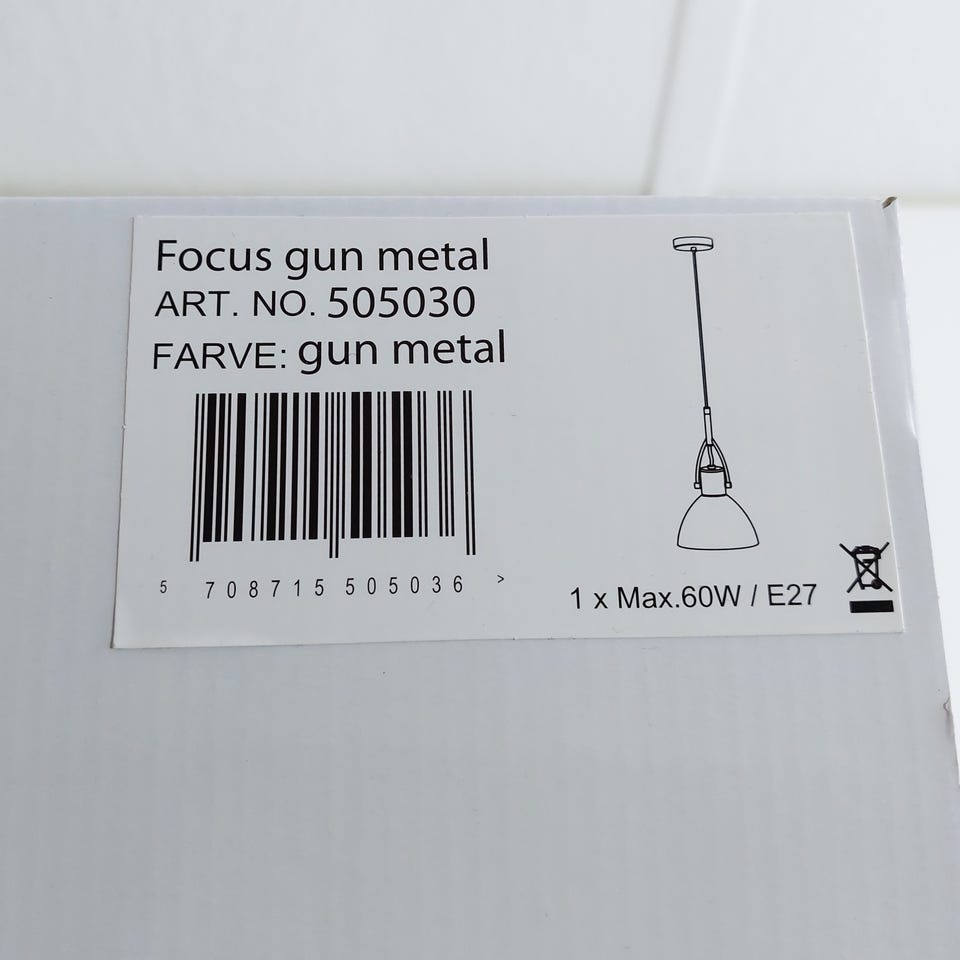 Focus gun metal
ART. NO. 505030
FARVE: gun metal
5 708715 505036 >
1 x Max.60W / E27